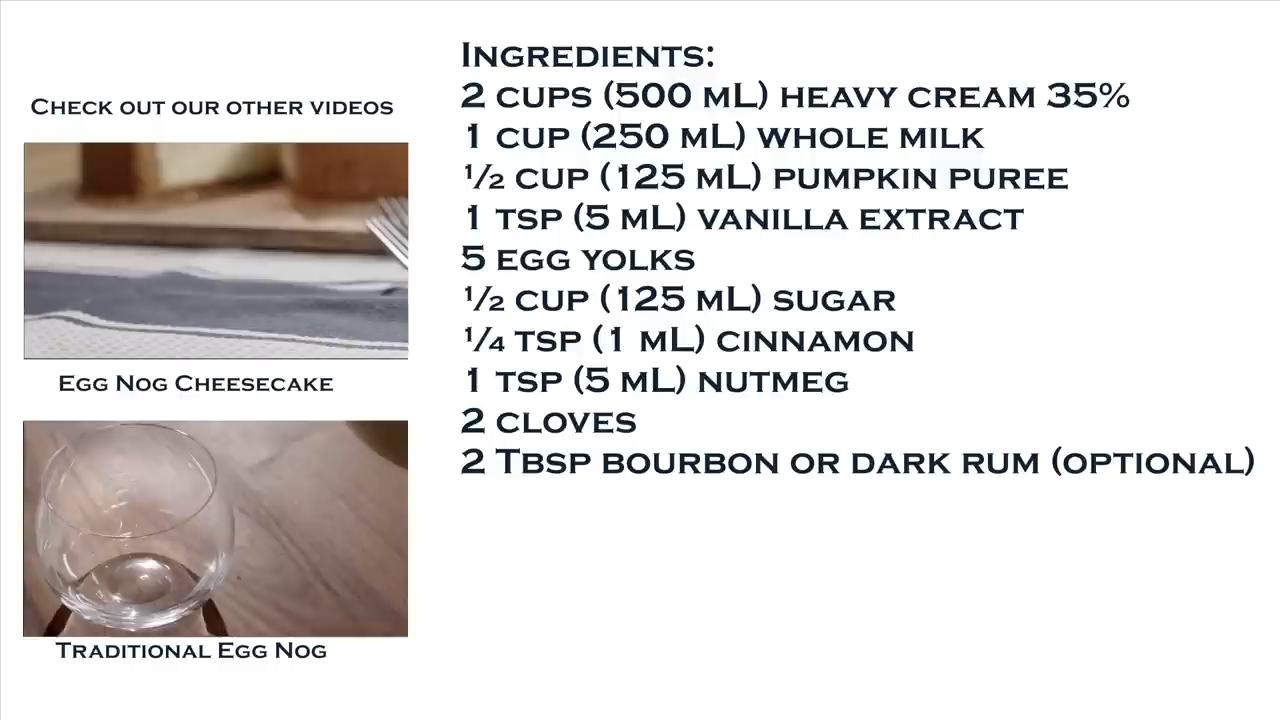 Check out our other videos
Egg Nog Cheesecake
Traditional Egg Nog
Ingredients:
2 cups (500 mL) heavy cream 35%
1 cup (250 mL) whole milk
½ cup (125 mL) pumpkin puree
1 tsp (5 mL) vanilla extract
5 egg yolks
½ cup (125 mL) sugar
¼ tsp (1 mL) cinnamon
1 tsp (5 mL) nutmeg
2 cloves
2 Tbsp bourbon or dark rum (optional)